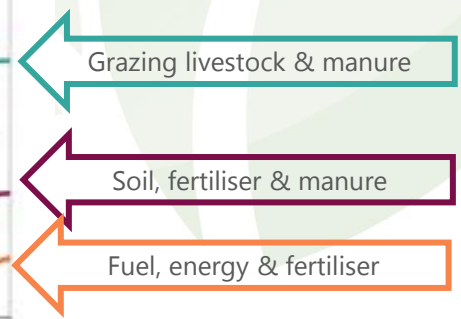 Grazing livestock & manure
Soil, fertiliser & manure
Fuel, energy & fertiliser